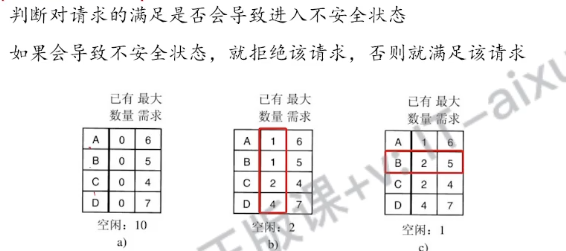 判断对请求的满足是否会导致进入不安全状态
如果会导致不安全状态，就拒绝该请求，否则就满足该请求
已有 最大
数量 需求
A 0 6
B 0 5
C 0 4
D 0 7
空闲：10
a)
已有 最大
数量 需求
A 1 6
B 1 5
C 2 4
D 4 7
空闲：2
b)
已有 最大
数量 需求
A 1 6
B 2 5
C 2 4
D 4 7
空闲：1
c)
正版课+v：IT-aixu